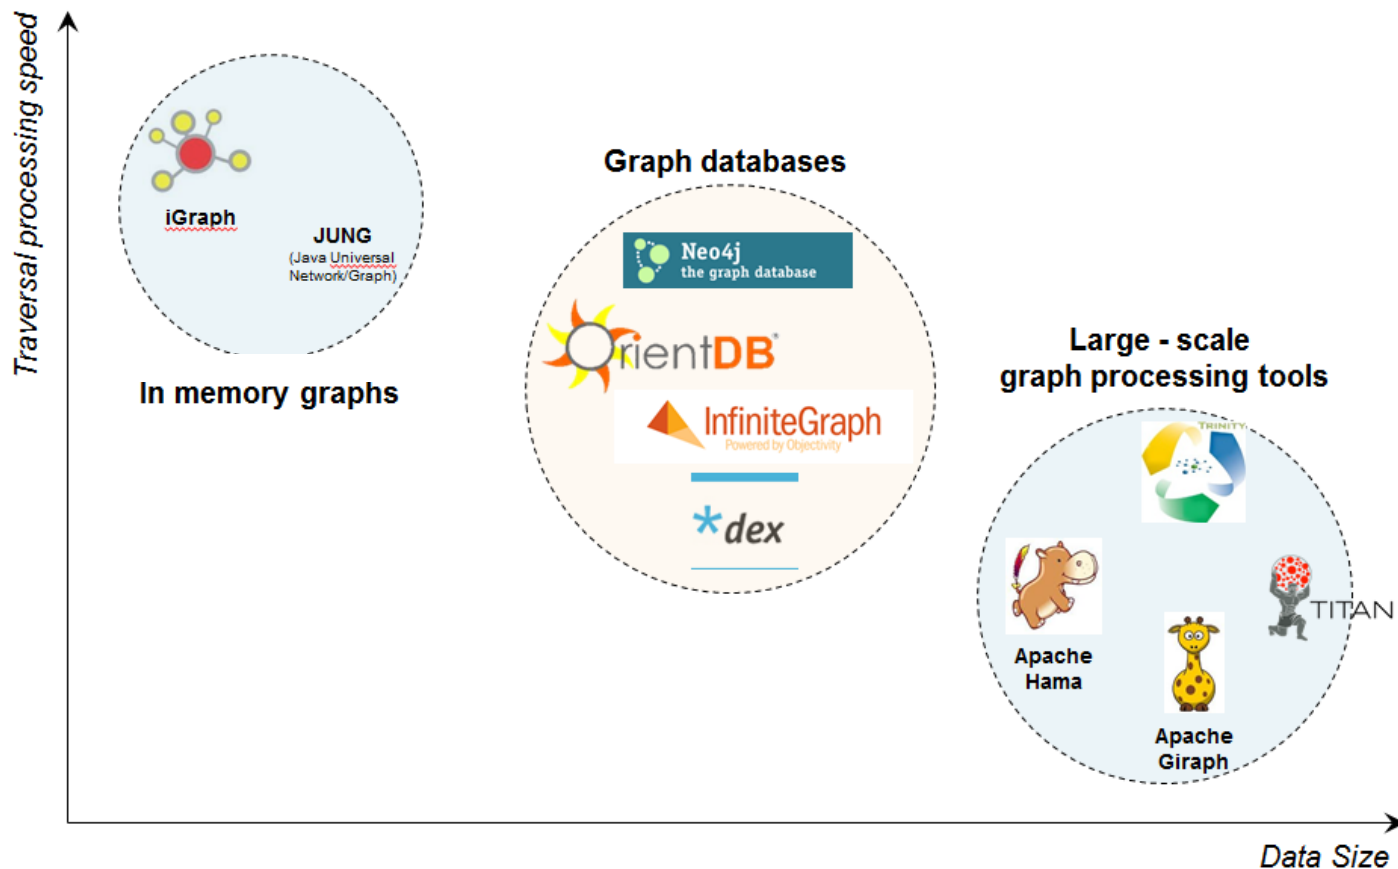 Traversal processing speed
iGraph
JUNG
(Java Universal
Network/Graph)
In memory graphs
Graph databases
Neo4j
the graph database
OrientDB®
InfiniteGraph
Powered by Objectivity
*dex
Large - scale
graph processing tools
TRINITY
Apache
Hama
TITAN
Apache
Giraph
Data Size